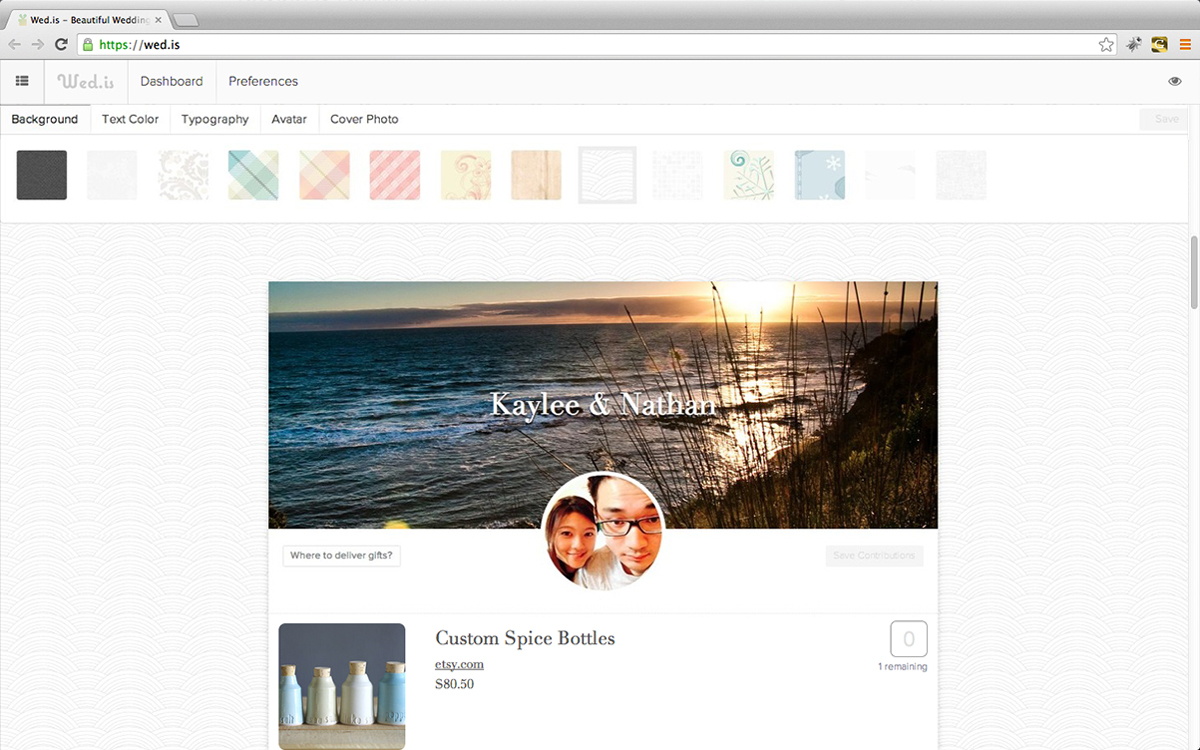 Wed.is – Beautiful Wedding
https://wed.is
Wed.is Dashboard Preferences
Background Text Color Typography Avatar Cover Photo Save
Kaylee & Nathan
Where to deliver gifts? Save Contributions
Custom Spice Bottles 0
etsy.com 1 remaining
$80.50